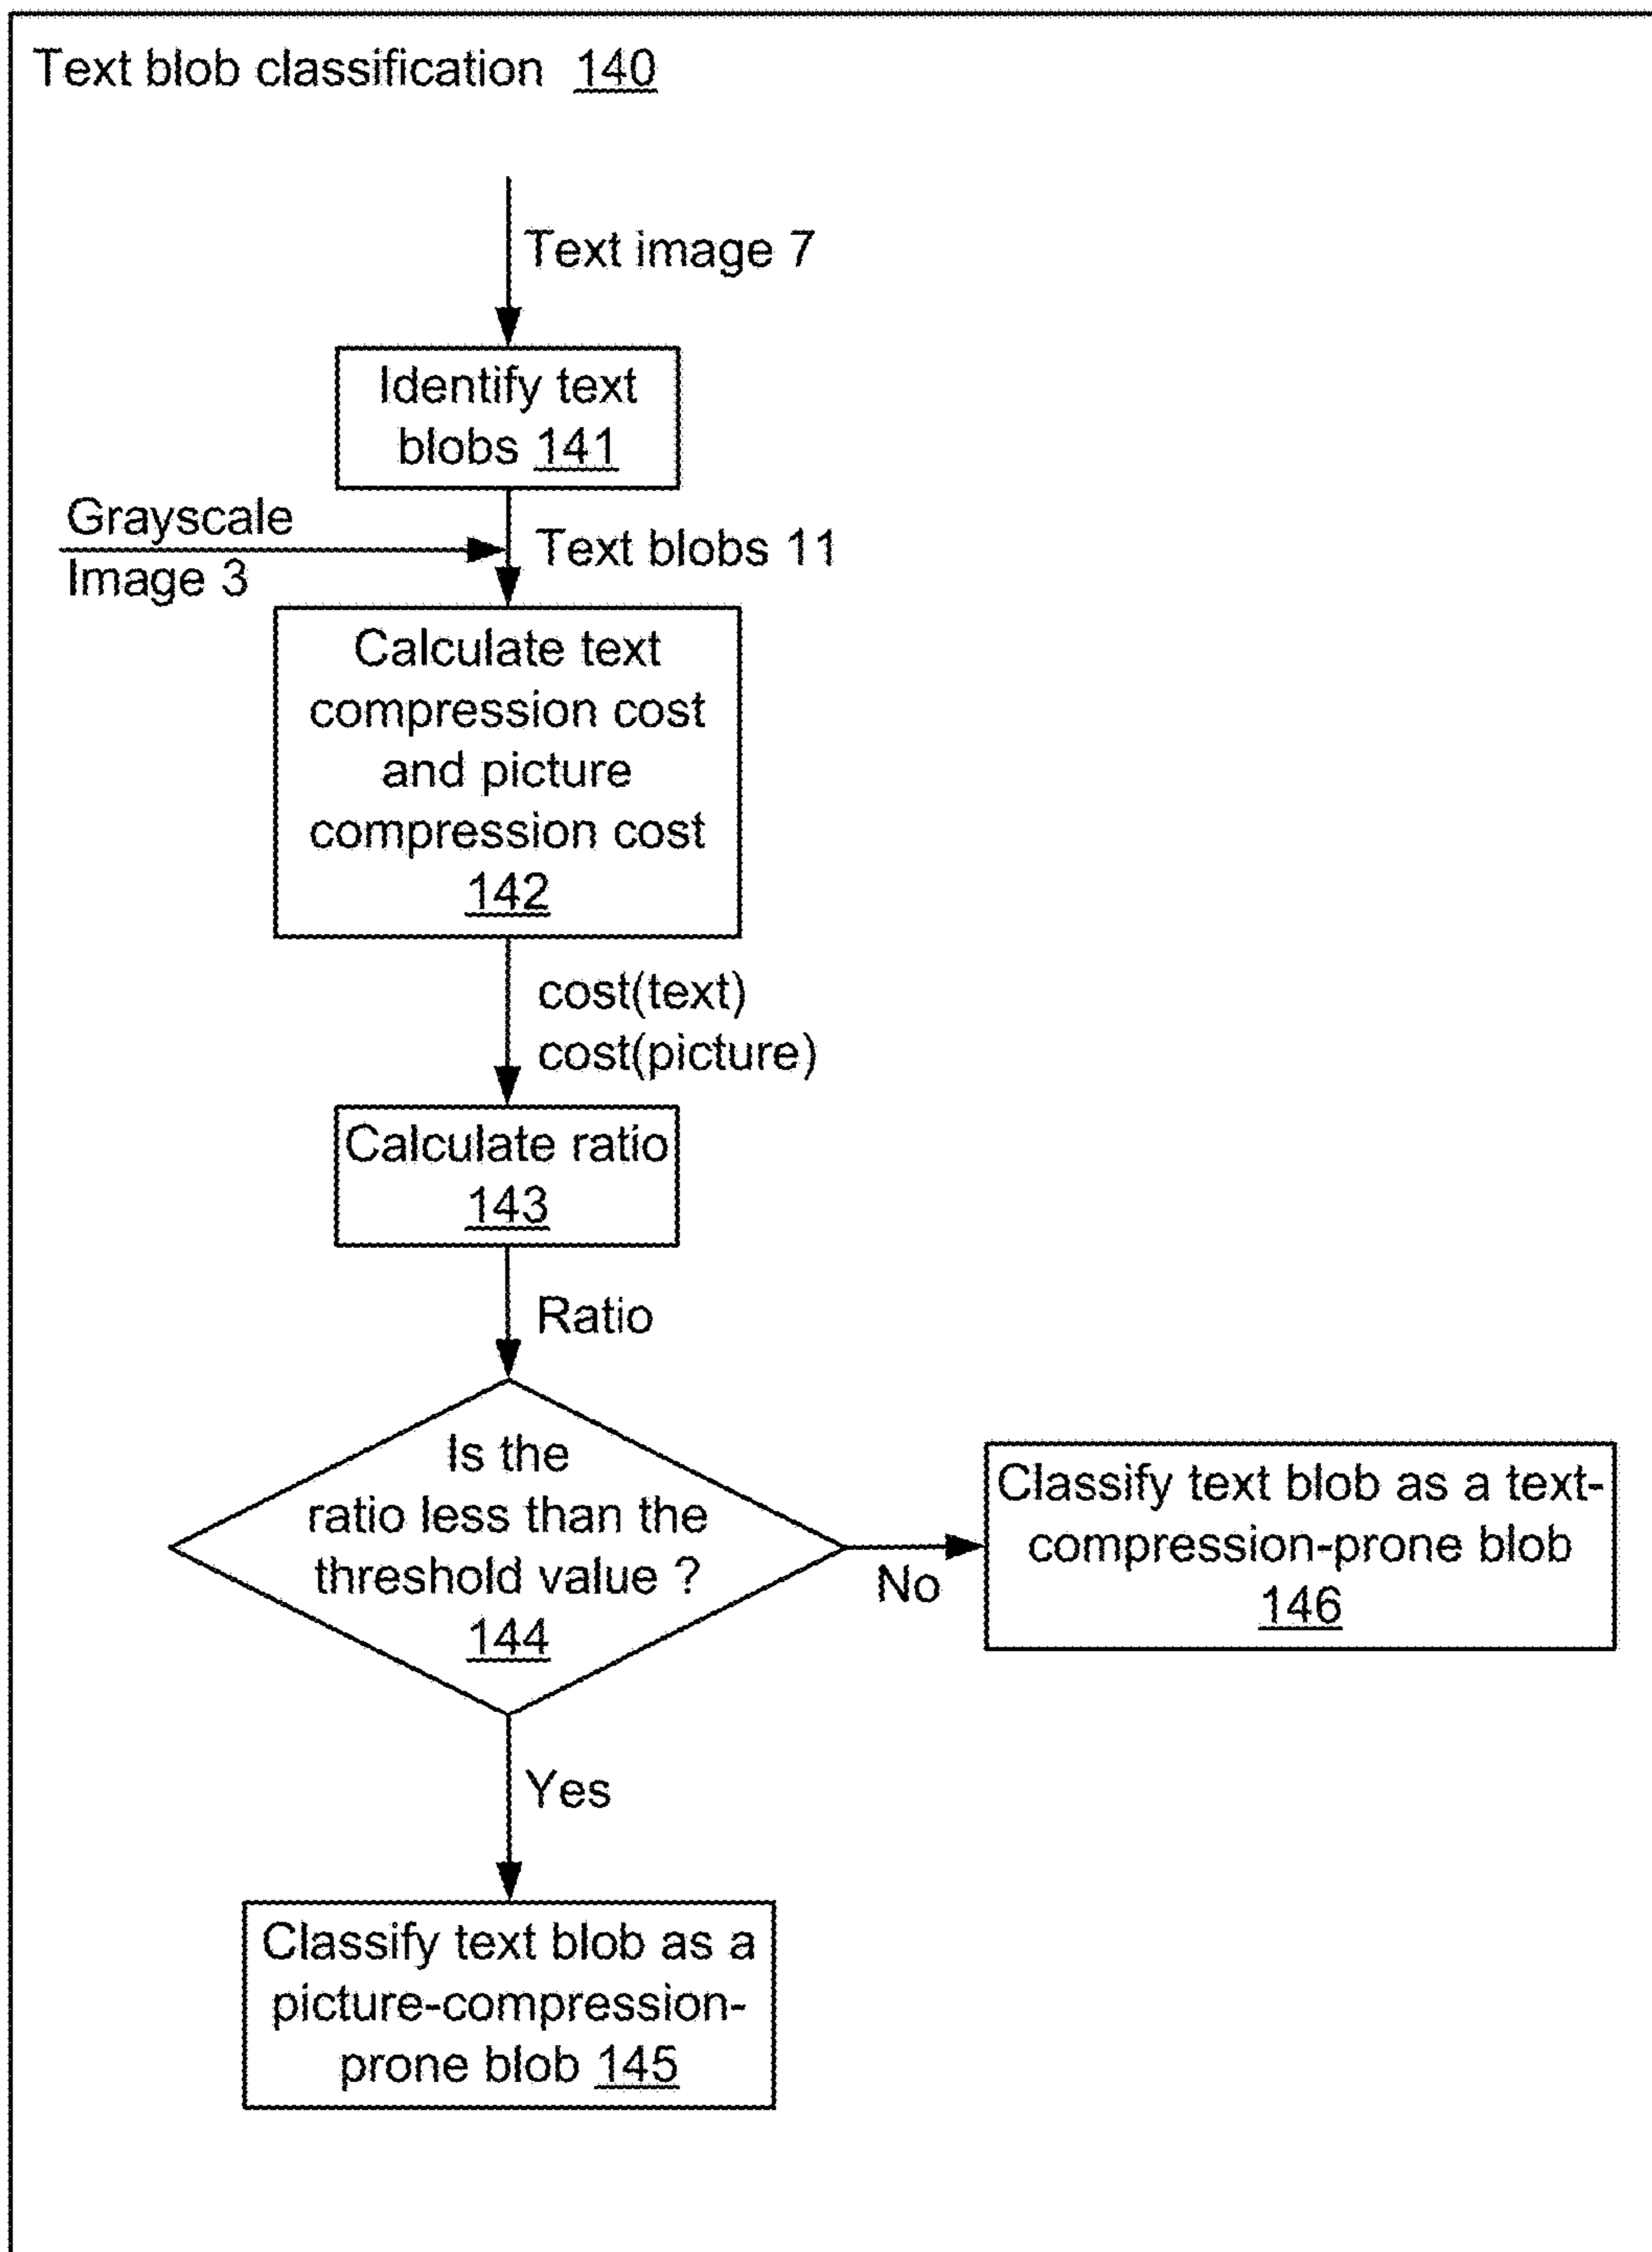 Text blob classification 140
Text image 7
Identify text
blobs 141
Grayscale
Image 3
Text blobs 11
Calculate text
compression cost
and picture
compression cost
142
cost(text)
cost(picture)
Calculate ratio
143
Ratio
Is the
ratio less than the
threshold value ?
144
No
Classify text blob as a text-
compression-prone blob
146
Yes
Classify text blob as a
picture-compression-
prone blob 145